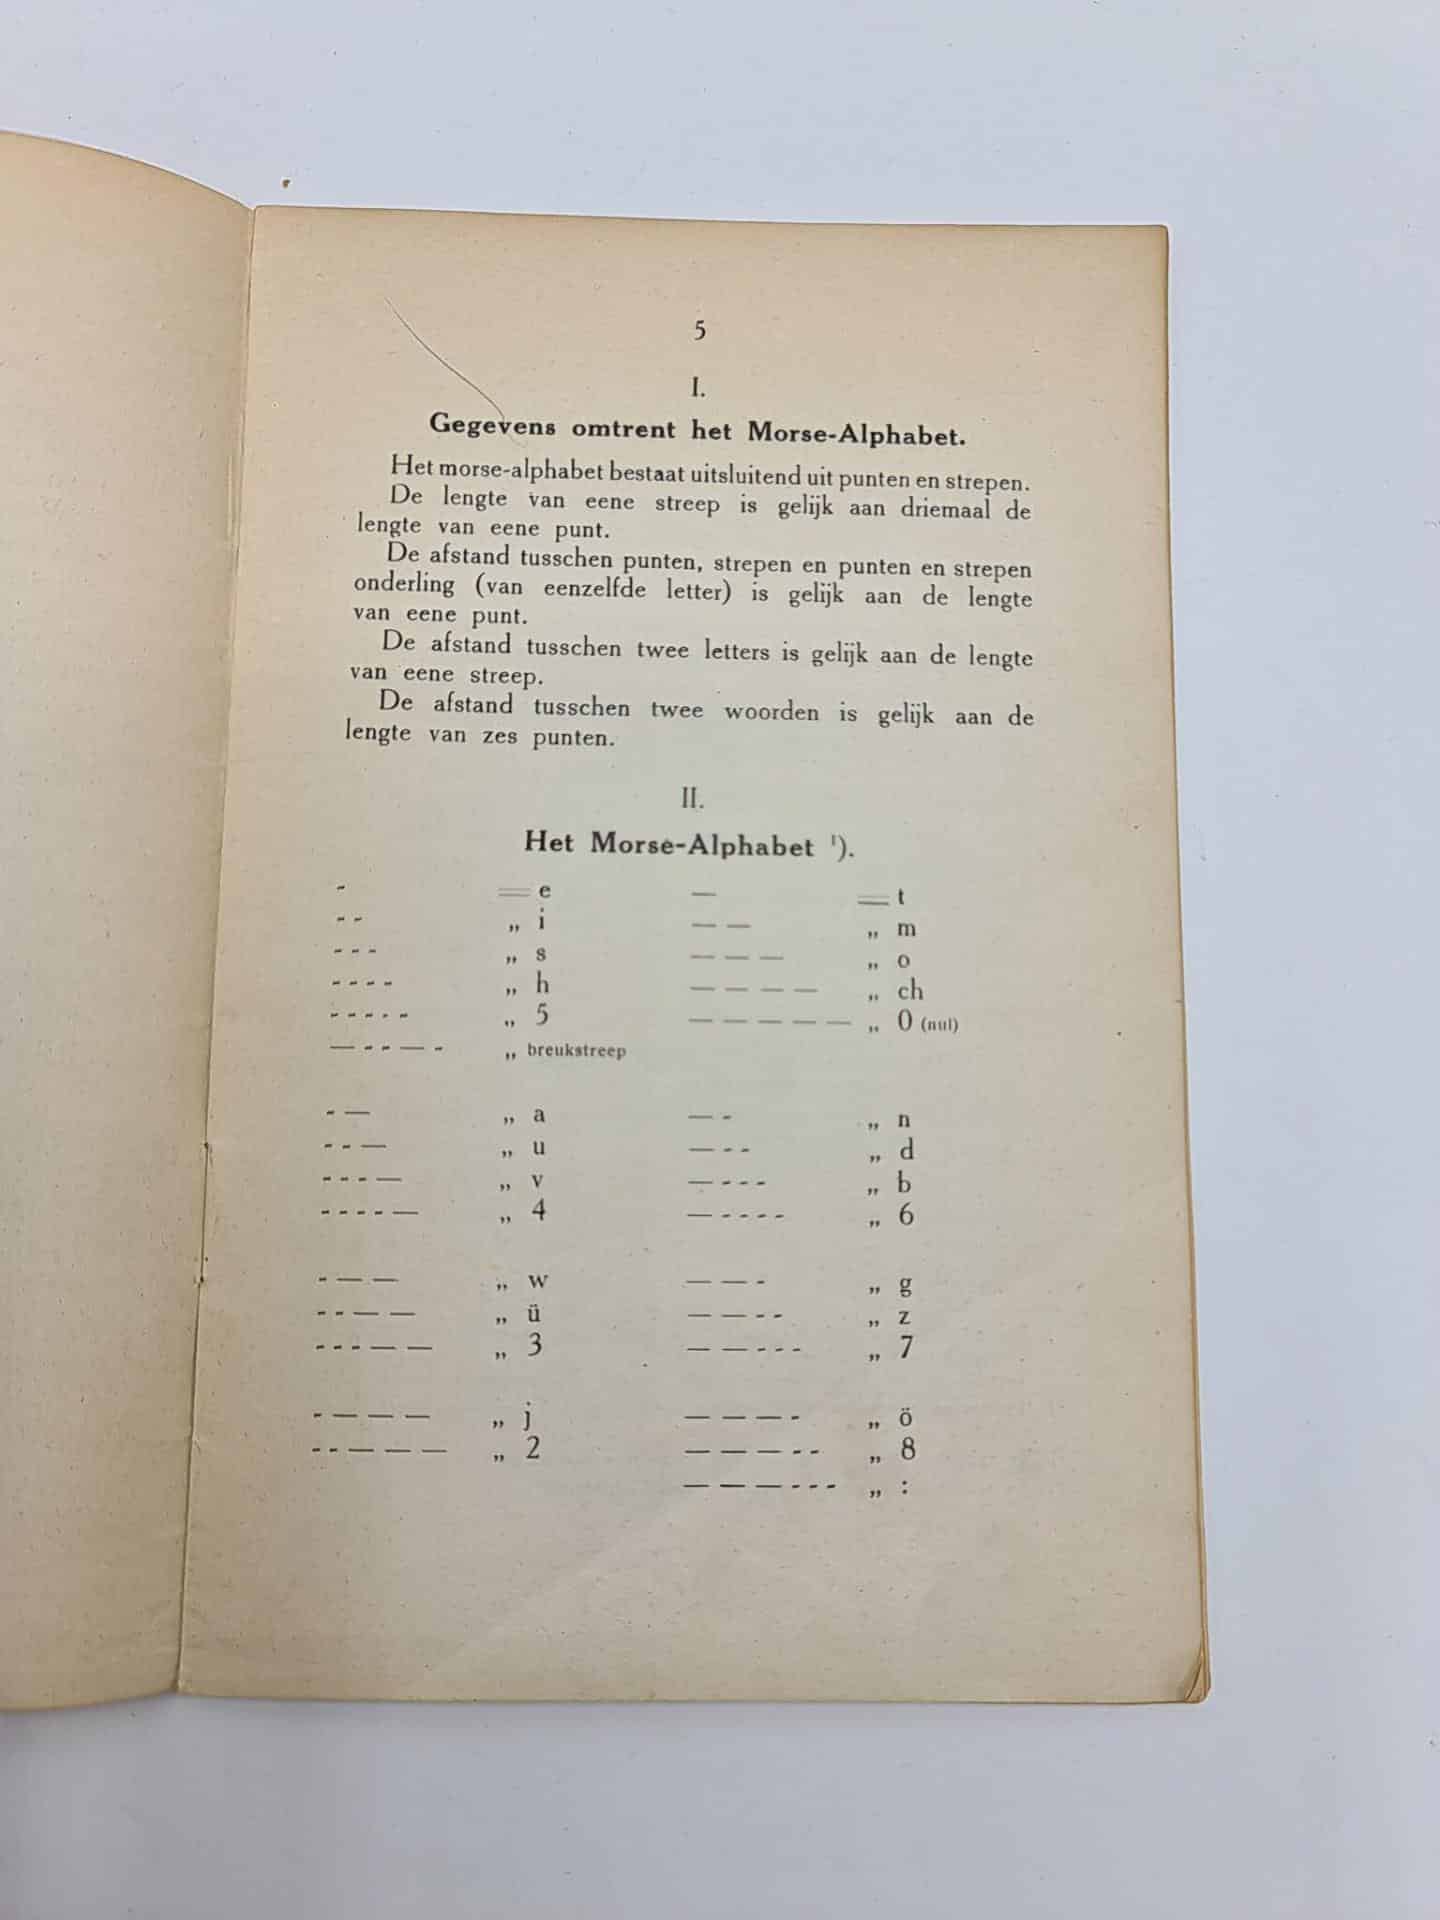 5
I.
Gegevens omtrent het Morse-Alphabet.
Het morse-alphabet bestaat uitsluitend uit punten en strepen.
De lengte van eene streep is gelijk aan driemaal de
lengte van eene punt.
De afstand tusschen punten, strepen en punten en strepen
onderling (van eenzelfde letter) is gelijk aan de lengte
van eene punt.
De afstand tusschen twee letters is gelijk aan de lengte
van eene streep.
De afstand tusschen twee woorden is gelijk aan de
lengte van zes punten.
II.
Het Morse-Alphabet ¹).
- = e — = t
- - „ i — — „ m
- - - „ s — — — „ o
- - - - „ h — — — — „ ch
- - - - - „ 5 — — — — — „ 0 (nul)
— - - — - „ breukstreep
- — „ a — - „ n
- - — „ u — - - „ d
- - - — „ v — - - - „ b
- - - - — „ 4 — - - - - „ 6
- — — „ w — — - „ g
- - — — „ ü — — - - „ z
- - - — — „ 3 — — - - - „ 7
- — — — „ j — — — - „ ö
- - — — — „ 2 — — — - - „ 8
— — — - - - „ :